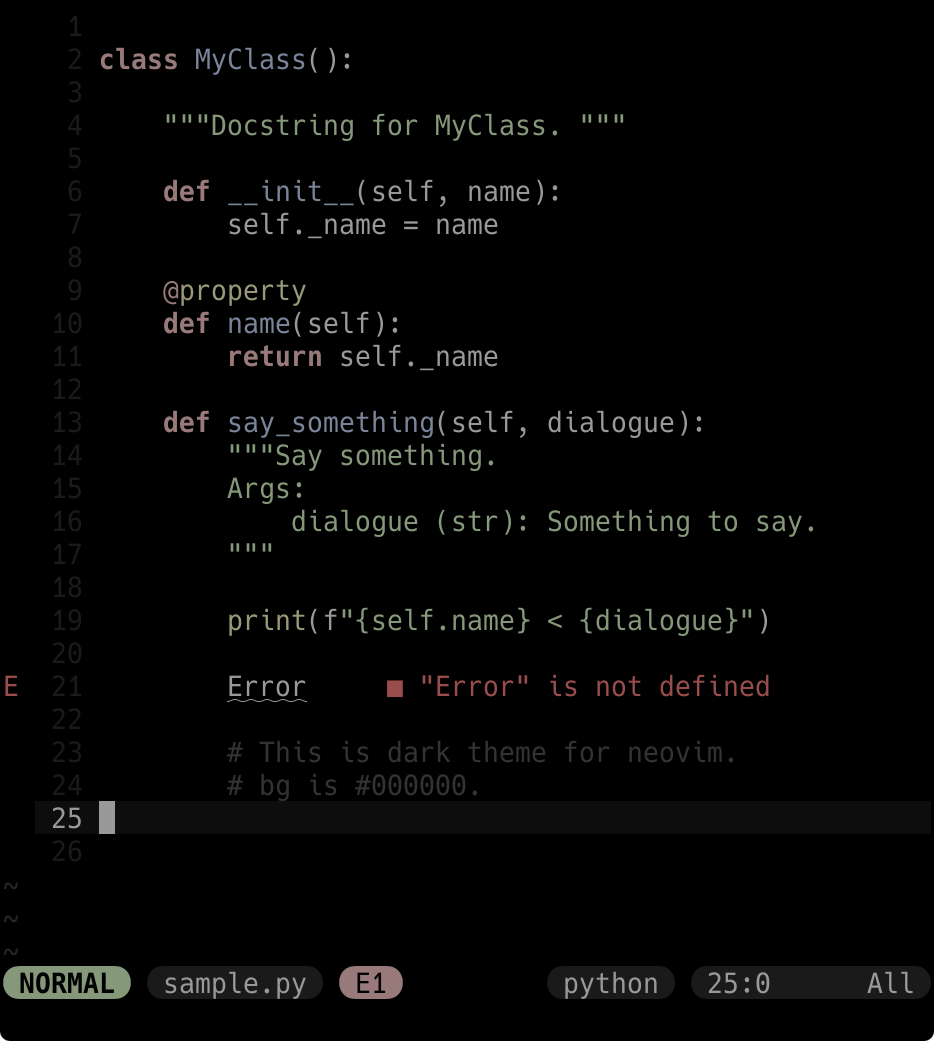 1
2 class MyClass():
3
4     """Docstring for MyClass. """
5
6     def __init__(self, name):
7         self._name = name
8
9     @property
10     def name(self):
11         return self._name
12
13     def say_something(self, dialogue):
14         """Say something.
15         Args:
16             dialogue (str): Something to say.
17         """
18
19         print(f"{self.name} < {dialogue}")
20
E 21         Error     ■ "Error" is not defined
22
23         # This is dark theme for neovim.
24         # bg is #000000.
25
26
~
~
~
NORMAL sample.py E1 python 25:0 All